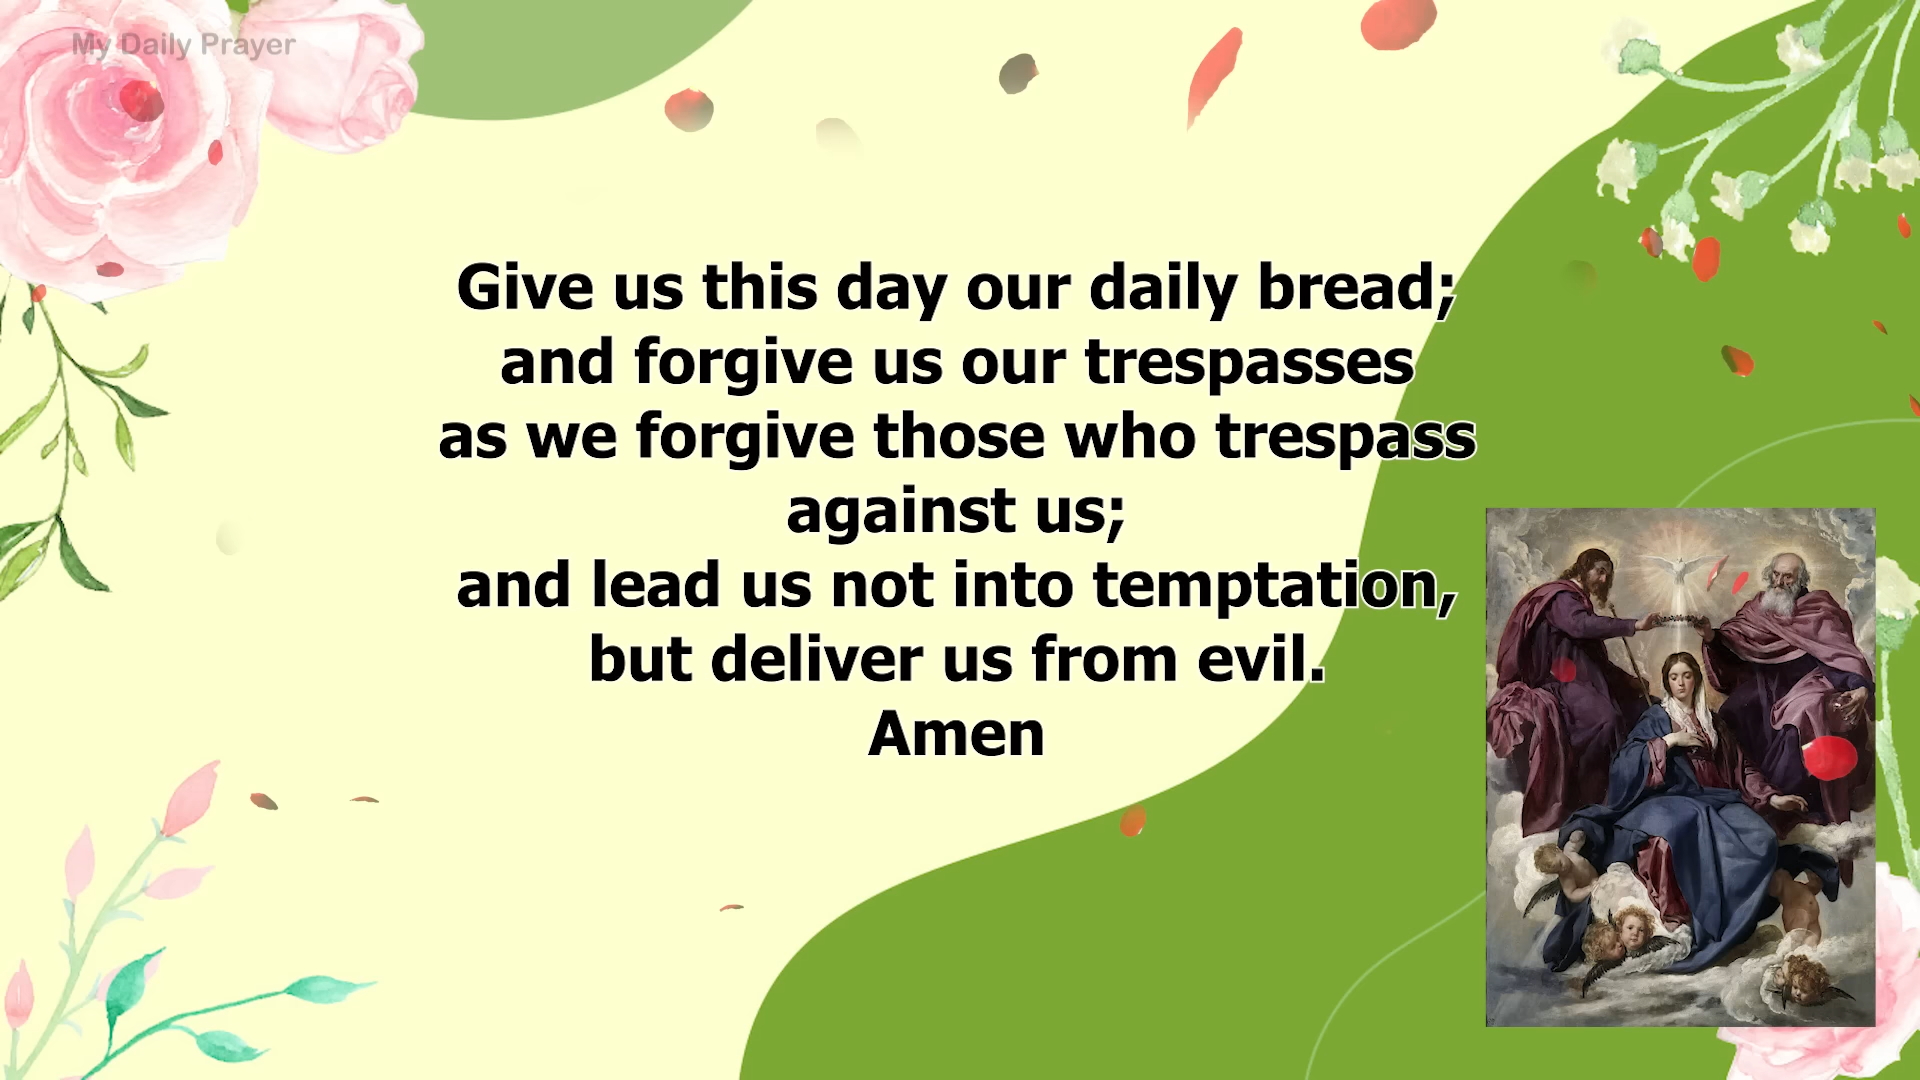 My Daily Prayer
Give us this day our daily bread;
and forgive us our trespasses
as we forgive those who trespass
against us;
and lead us not into temptation,
but deliver us from evil.
Amen